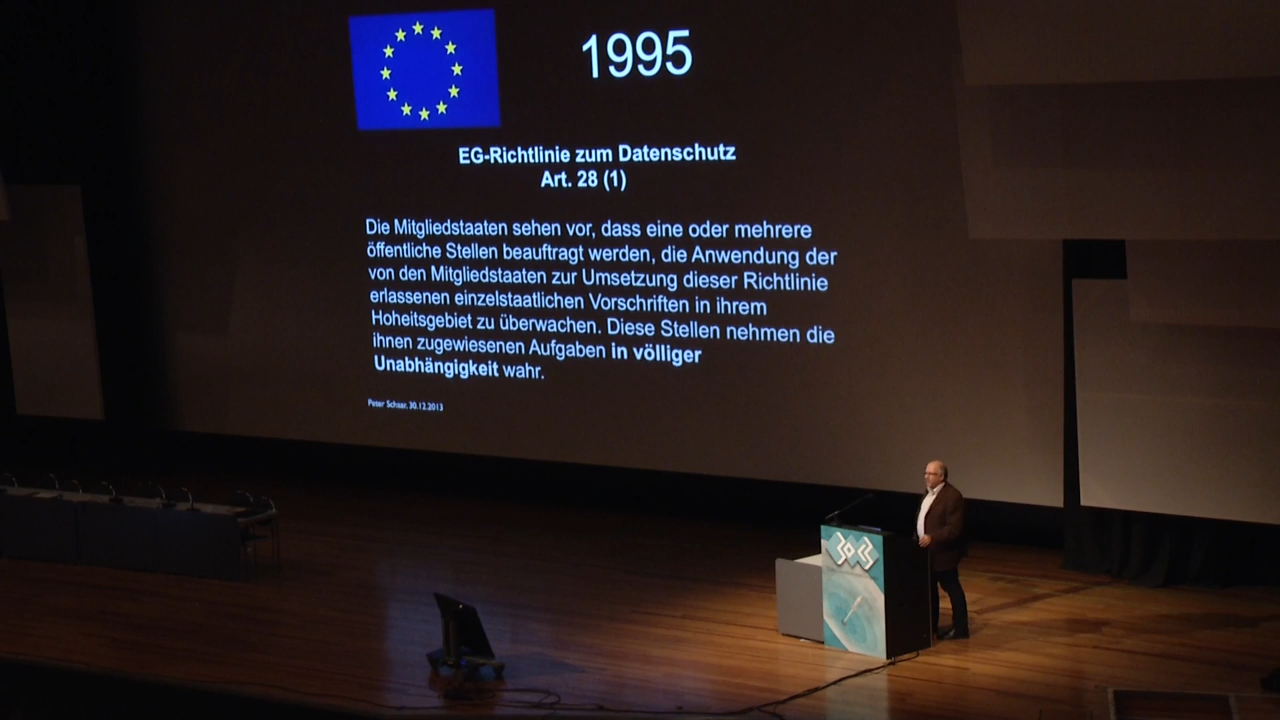 1995
EG-Richtlinie zum Datenschutz
Art. 28 (1)
Die Mitgliedstaaten sehen vor, dass eine oder mehrere
öffentliche Stellen beauftragt werden, die Anwendung der
von den Mitgliedstaaten zur Umsetzung dieser Richtlinie
erlassenen einzelstaatlichen Vorschriften in ihrem
Hoheitsgebiet zu überwachen. Diese Stellen nehmen die
ihnen zugewiesenen Aufgaben in völliger
Unabhängigkeit wahr.
Peter Schaar, 30.12.2013
30C3